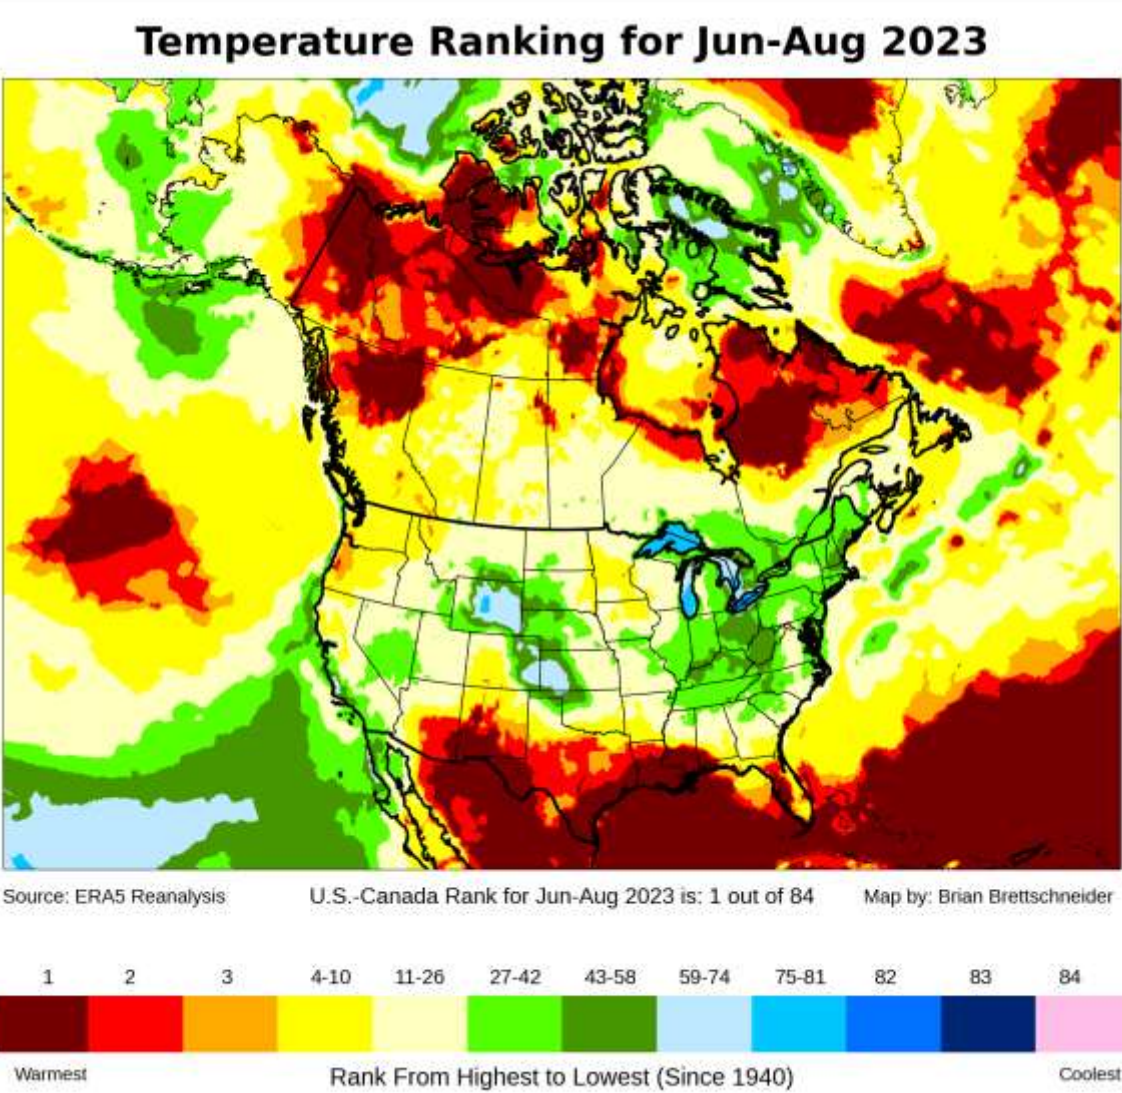 Temperature Ranking for Jun-Aug 2023
Source: ERA5 Reanalysis U.S.-Canada Rank for Jun-Aug 2023 is: 1 out of 84 Map by: Brian Brettschneider
1 2 3 4-10 11-26 27-42 43-58 59-74 75-81 82 83 84
Warmest Rank From Highest to Lowest (Since 1940) Coolest